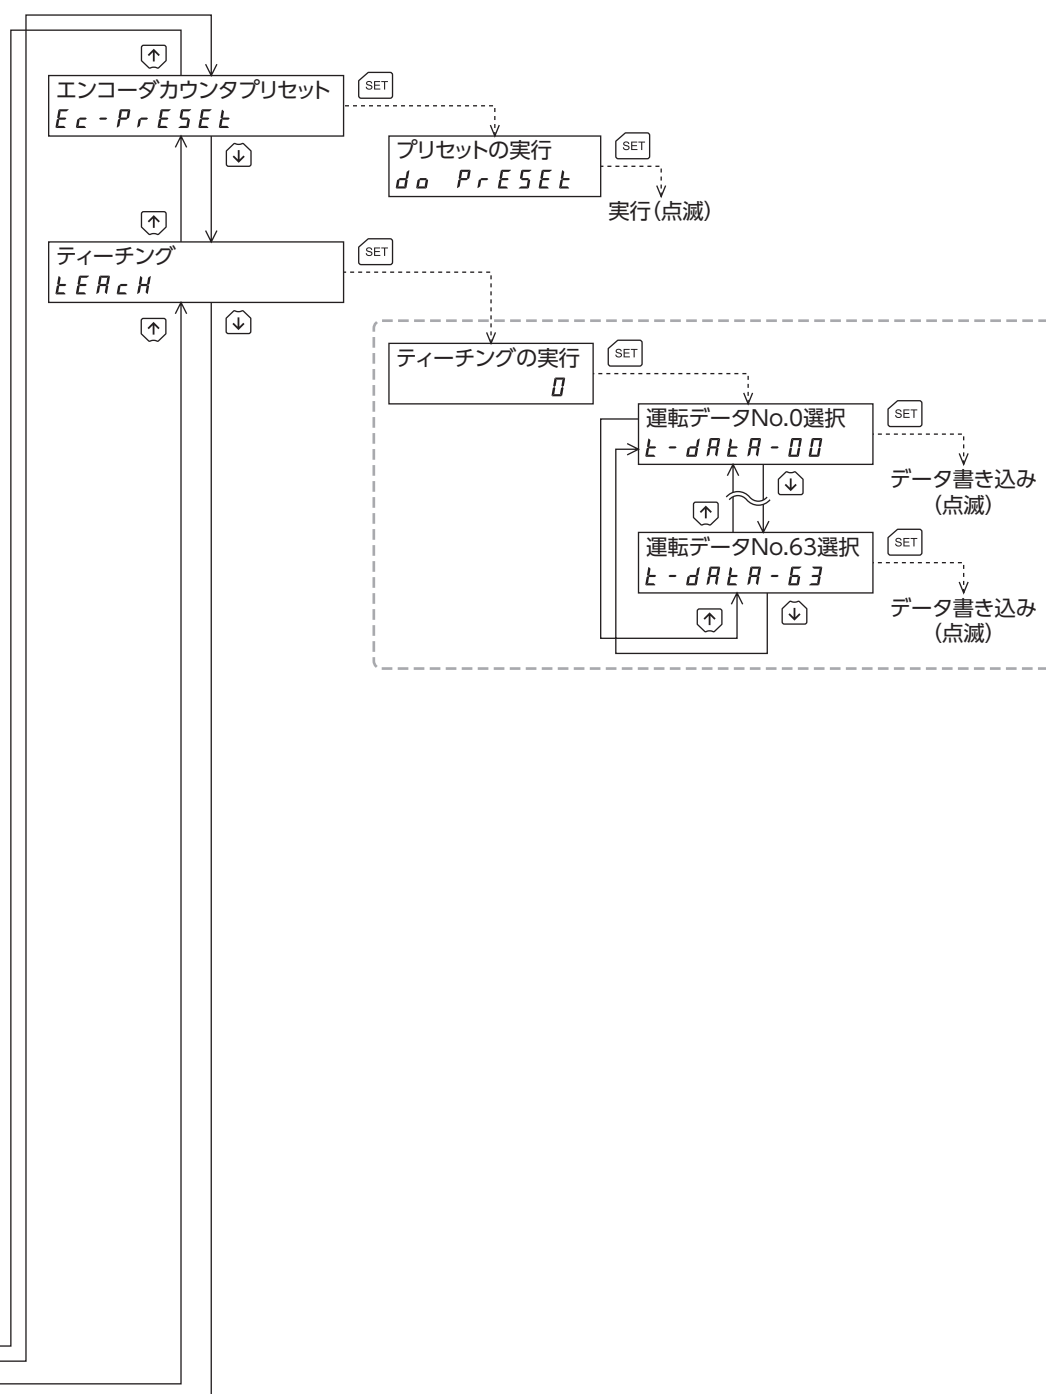 エンコーダカウンタプリセット
SET
Ec-PrESEt
プリセットの実行
SET
do PrESEt
実行(点滅)
ティーチング
SET
tEAcH
ティーチングの実行
SET
0
運転データNo.0選択
SET
t-dAtA-00
データ書き込み
(点滅)
運転データNo.63選択
SET
t-dAtA-63
データ書き込み
(点滅)